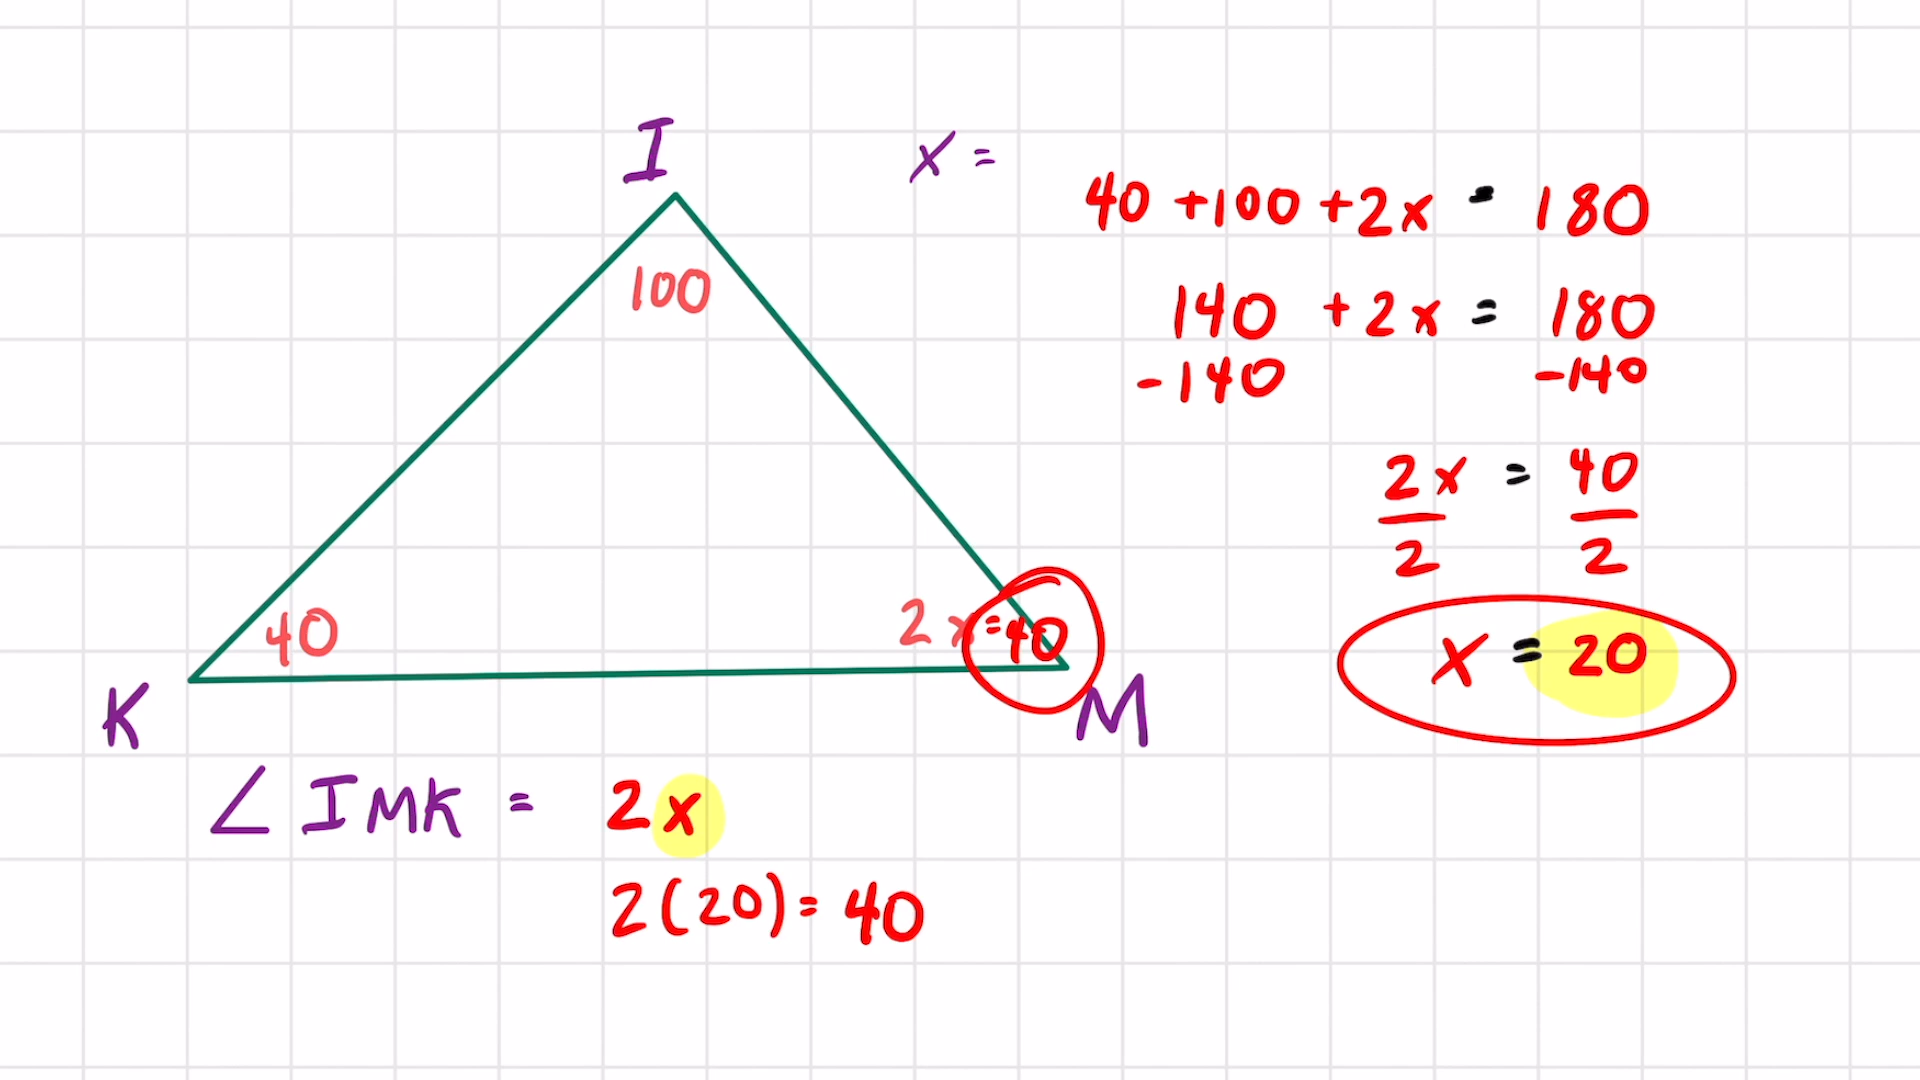 I
x =
40 + 100 + 2x = 180
100
140 + 2x = 180
-140 -140
2x = 40
2 2
40
2x = 40
x = 20
K
M
∠ IMK = 2x
2(20) = 40